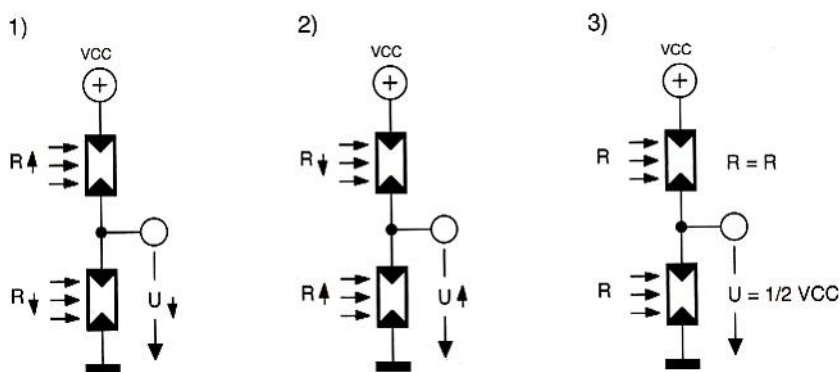 1)
VCC
+
R
R
U
2)
VCC
+
R
R
U
3)
VCC
+
R
R = R
R
U = 1/2 VCC